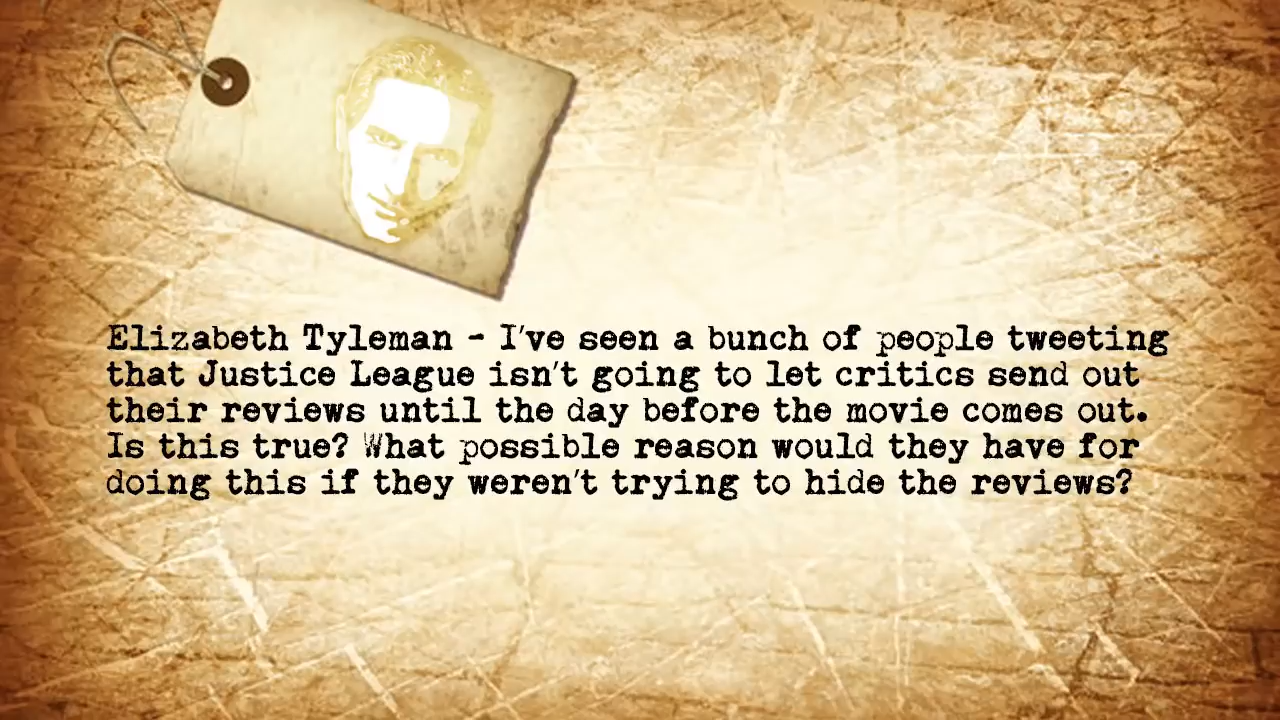 Elizabeth Tyleman - I've seen a bunch of people tweeting
that Justice League isn't going to let critics send out
their reviews until the day before the movie comes out.
Is this true? What possible reason would they have for
doing this if they weren't trying to hide the reviews?